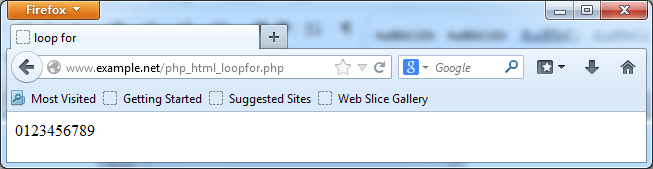 Firefox
loop for
www.example.net/php_html_loopfor.php
Google
Most Visited Getting Started Suggested Sites Web Slice Gallery
0123456789